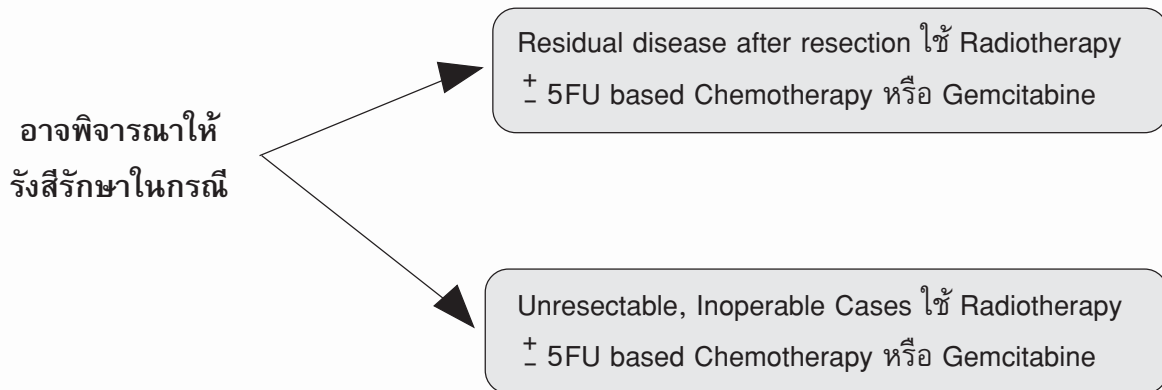 อาจพิจารณาให้
รังสีรักษาในกรณี
Residual disease after resection ใช้ Radiotherapy
± 5FU based Chemotherapy หรือ Gemcitabine
Unresectable, Inoperable Cases ใช้ Radiotherapy
± 5FU based Chemotherapy หรือ Gemcitabine